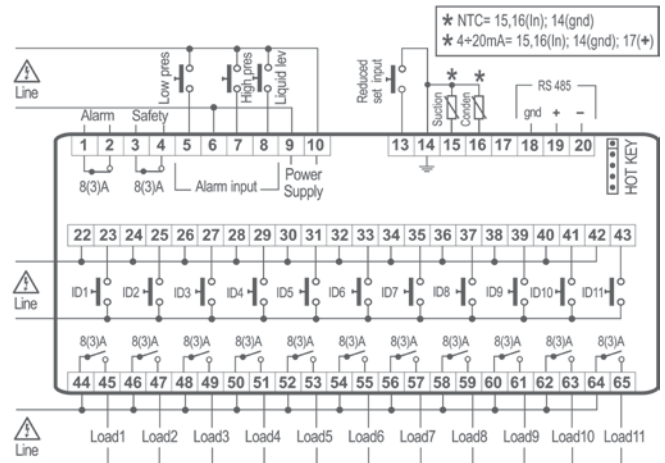 * NTC= 15,16(In); 14(gnd)
* 4÷20mA= 15,16(In); 14(gnd); 17(+)
Line
Low pres
High pres
Liquid lev
Reduced
set input
*
*
Suction
Conden
RS 485
gnd + −
Alarm Safety
1 2 3 4 5 6 7 8 9 10 13 14 15 16 17 18 19 20
8(3)A 8(3)A Alarm input Power
Supply
HOT KEY
22 23 24 25 26 27 28 29 30 31 32 33 34 35 36 37 38 39 40 41 42 43
Line
ID1 ID2 ID3 ID4 ID5 ID6 ID7 ID8 ID9 ID10 ID11
8(3)A 8(3)A 8(3)A 8(3)A 8(3)A 8(3)A 8(3)A 8(3)A 8(3)A 8(3)A 8(3)A
44 45 46 47 48 49 50 51 52 53 54 55 56 57 58 59 60 61 62 63 64 65
Line
Load1 Load2 Load3 Load4 Load5 Load6 Load7 Load8 Load9 Load10 Load11